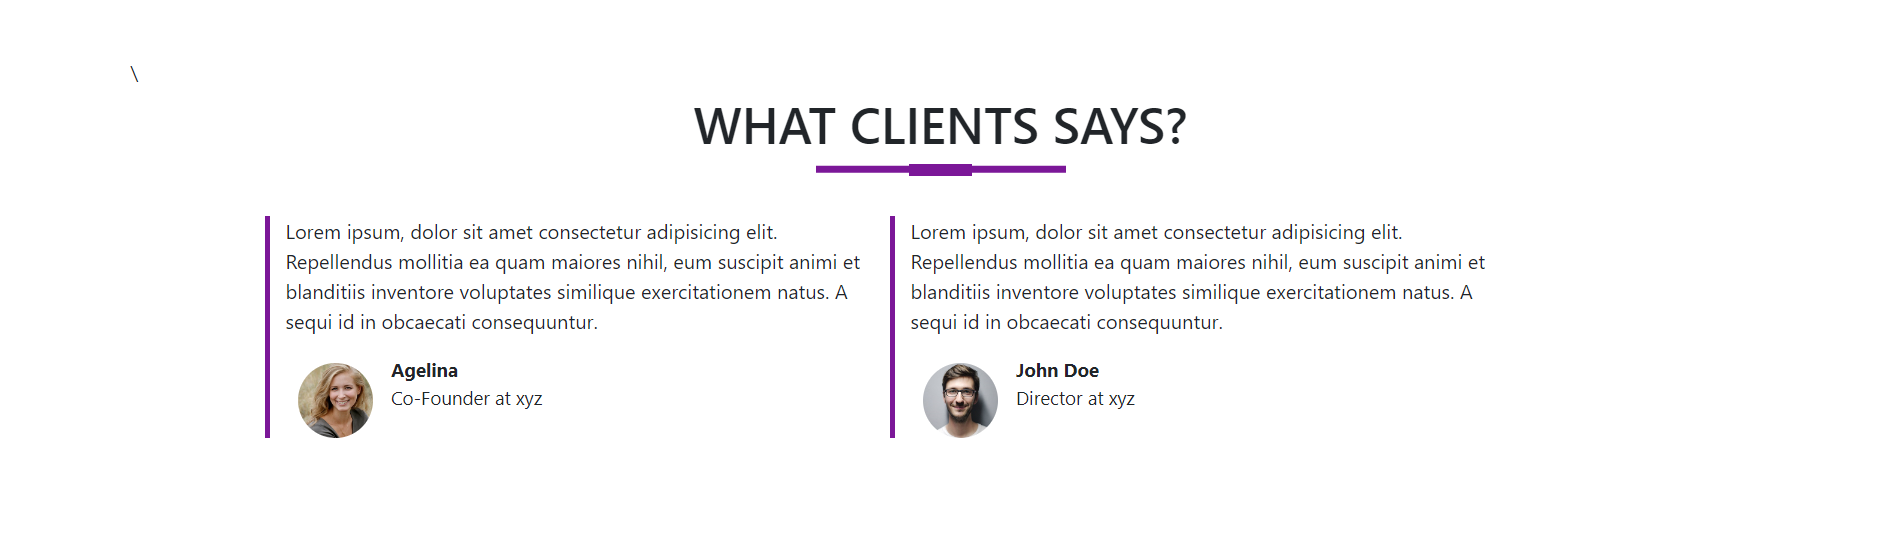 \
WHAT CLIENTS SAYS?
Lorem ipsum, dolor sit amet consectetur adipisicing elit.
Repellendus mollitia ea quam maiores nihil, eum suscipit animi et
blanditiis inventore voluptates similique exercitationem natus. A
sequi id in obcaecati consequuntur.
Agelina
Co-Founder at xyz
Lorem ipsum, dolor sit amet consectetur adipisicing elit.
Repellendus mollitia ea quam maiores nihil, eum suscipit animi et
blanditiis inventore voluptates similique exercitationem natus. A
sequi id in obcaecati consequuntur.
John Doe
Director at xyz